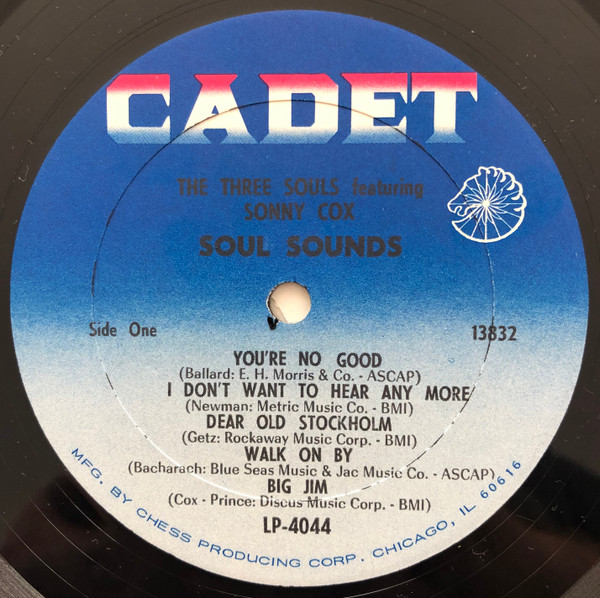 CADET
THE THREE SOULS featuring
SONNY COX
SOUL SOUNDS
Side One
13832
YOU'RE NO GOOD
(Ballard: E. H. Morris & Co. - ASCAP)
I DON'T WANT TO HEAR ANY MORE
(Newman: Metric Music Co. - BMI)
DEAR OLD STOCKHOLM
(Getz: Rockaway Music Corp. - BMI)
WALK ON BY
(Bacharach: Blue Seas Music & Jac Music Co. - ASCAP)
BIG JIM
(Cox - Prince: Discus Music Corp. - BMI)
LP-4044
MFG. BY CHESS PRODUCING CORP. CHICAGO, IL 60616